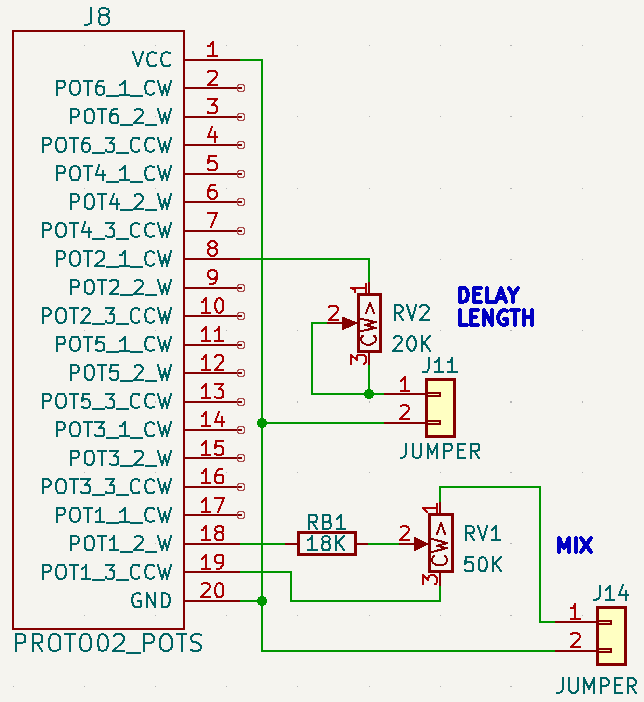 J8
VCC 1
POT6_1_CW 2
POT6_2_W 3
POT6_3_CCW 4
POT4_1_CW 5
POT4_2_W 6
POT4_3_CCW 7
POT2_1_CW 8
POT2_2_W 9
POT2_3_CCW 10
POT5_1_CW 11
POT5_2_W 12
POT5_3_CCW 13
POT3_1_CW 14
POT3_2_W 15
POT3_3_CCW 16
POT1_1_CW 17
POT1_2_W 18
POT1_3_CCW 19
GND 20
PROTO02_POTS
1
2
3
CW>
RV2
20K
DELAY
LENGTH
J11
1
2
JUMPER
RB1
18K
1
2
3
CW>
RV1
50K
MIX
J14
1
2
JUMPER